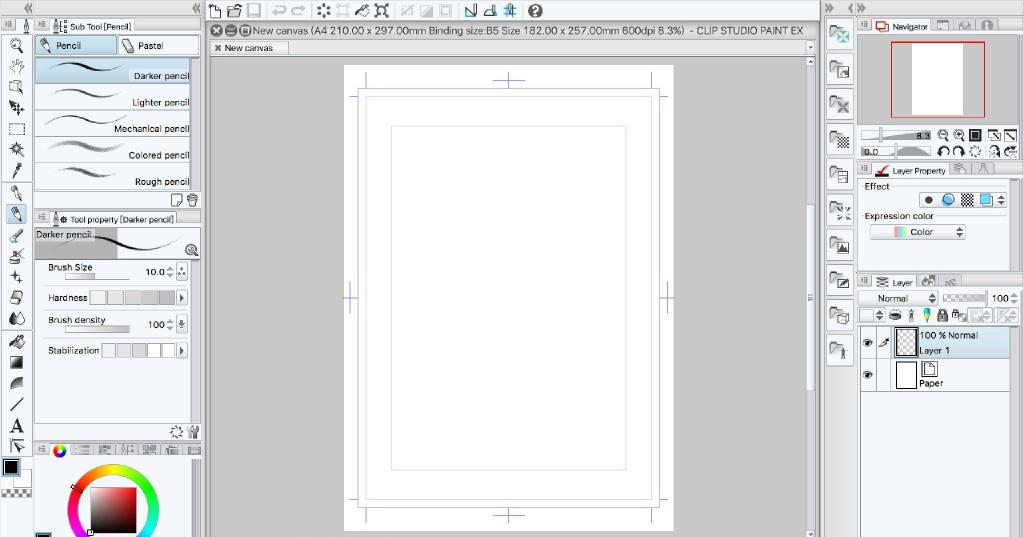 Sub Tool [Pencil]
Pencil
Pastel
Darker pencil
Lighter pencil
Mechanical pencil
Colored pencil
Rough pencil
Tool property [Darker pencil]
Darker pencil
Brush Size 10.0
Hardness
Brush density 100
Stabilization
A
New canvas (A4 210.00 x 297.00mm Binding size:B5 Size 182.00 x 257.00mm 600dpi 8.3%) - CLIP STUDIO PAINT EX
New canvas
Navigator
8.3
0.0
Layer Property
Effect
Expression color
Color
Layer
Normal 100
100 % Normal
Layer 1
Paper